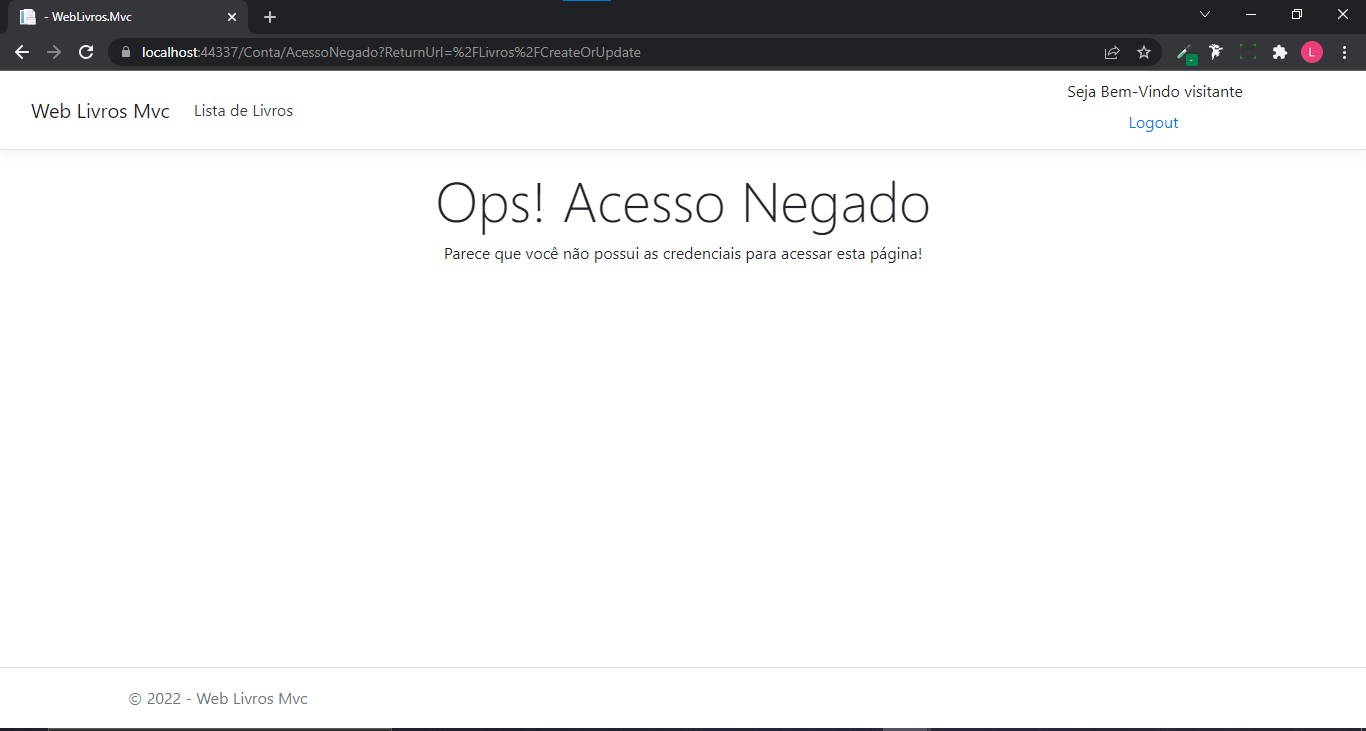 - WebLivros.Mvc
localhost:44337/Conta/AcessoNegado?ReturnUrl=%2FLivros%2FCreateOrUpdate
L
Web Livros Mvc
Lista de Livros
Seja Bem-Vindo visitante
Logout
Ops! Acesso Negado
Parece que você não possui as credenciais para acessar esta página!
© 2022 - Web Livros Mvc